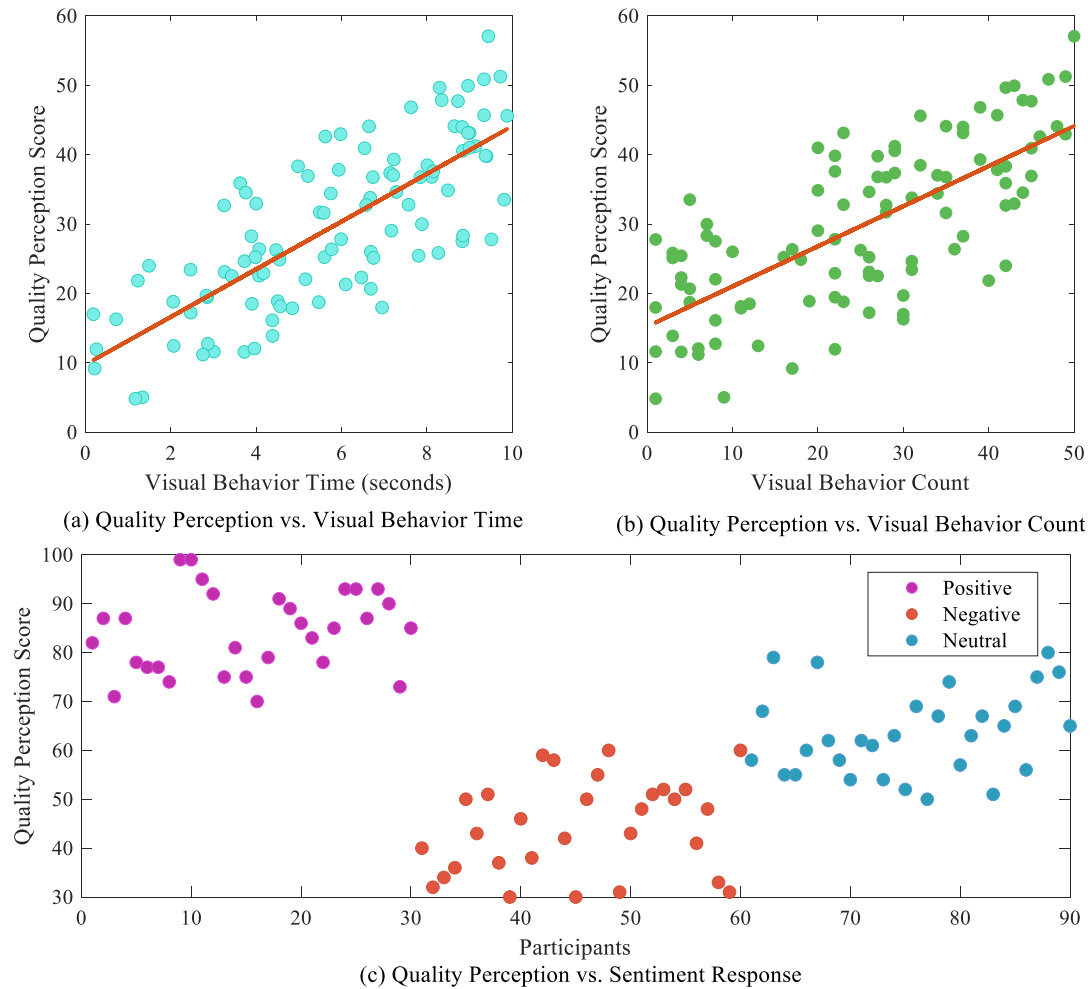 60
50
40
30
20
10
0
Quality Perception Score
0 2 4 6 8 10
Visual Behavior Time (seconds)
(a) Quality Perception vs. Visual Behavior Time
60
50
40
30
20
10
0
Quality Perception Score
0 10 20 30 40 50
Visual Behavior Count
(b) Quality Perception vs. Visual Behavior Count
100
90
80
70
60
50
40
30
Quality Perception Score
Positive
Negative
Neutral
0 10 20 30 40 50 60 70 80 90
Participants
(c) Quality Perception vs. Sentiment Response